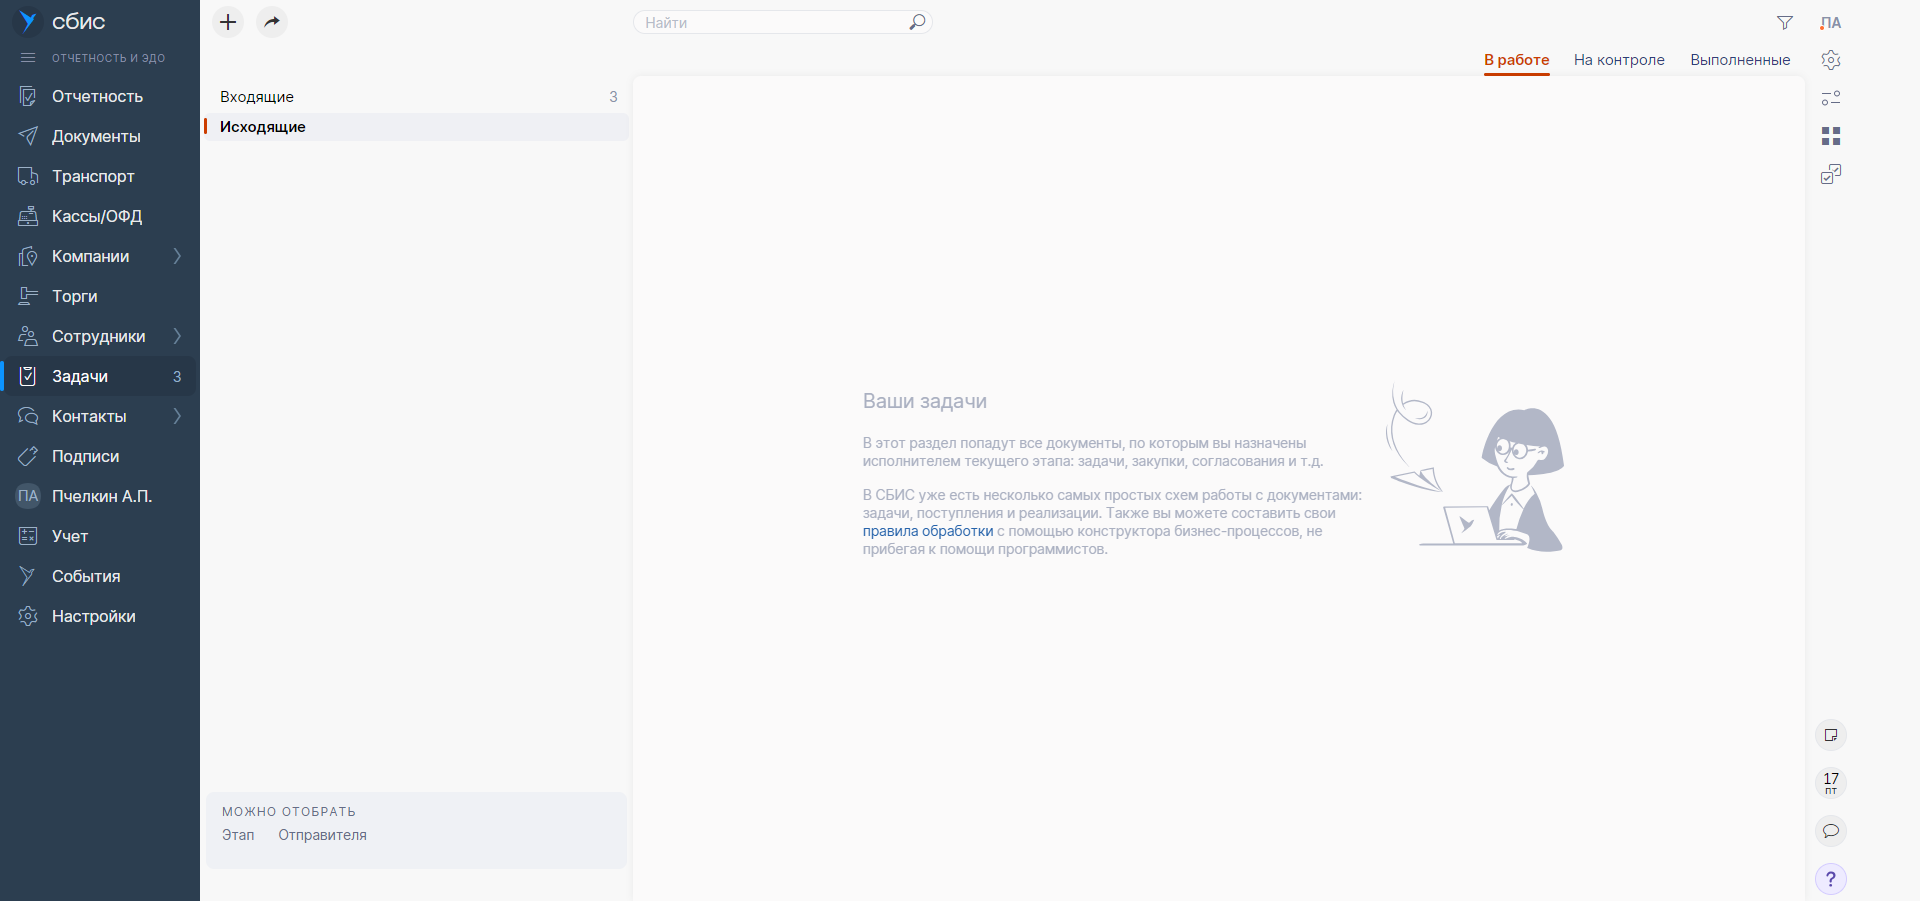 сбис
Найти
ПА
ОТЧЕТНОСТЬ И ЭДО
В работе
На контроле
Выполненные
Отчетность
Документы
Транспорт
Кассы/ОФД
Компании
Торги
Сотрудники
Задачи 3
Контакты
Подписи
ПА Пчелкин А.П.
Учет
События
Настройки
Входящие 3
Исходящие
Ваши задачи
В этот раздел попадут все документы, по которым вы назначены
исполнителем текущего этапа: задачи, закупки, согласования и т.д.
В СБИС уже есть несколько самых простых схем работы с документами:
задачи, поступления и реализации. Также вы можете составить свои
правила обработки с помощью конструктора бизнес-процессов, не
прибегая к помощи программистов.
МОЖНО ОТОБРАТЬ
Этап Отправителя
17
ПТ
?